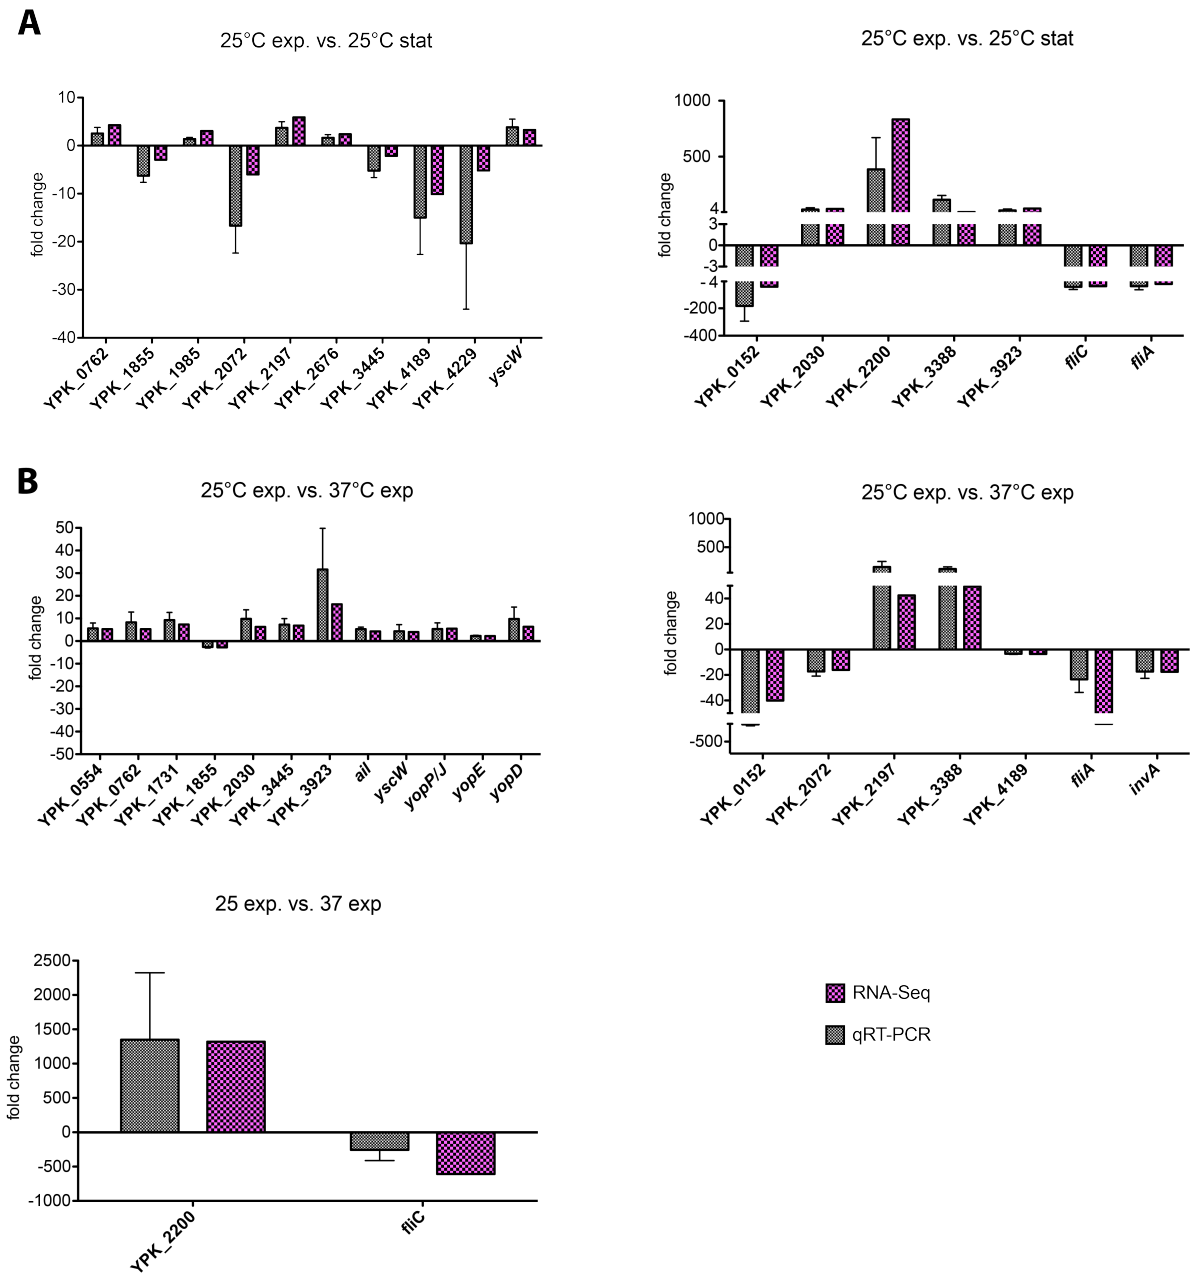 A
25°C exp. vs. 25°C stat
fold change
10
0
-10
-20
-30
-40
YPK_0762
YPK_1855
YPK_1985
YPK_2072
YPK_2197
YPK_2676
YPK_3445
YPK_4189
YPK_4229
yscW
25°C exp. vs. 25°C stat
fold change
1000
500
4
3
0
-3
-4
-200
-400
YPK_0152
YPK_2030
YPK_2200
YPK_3388
YPK_3923
fliC
fliA
B
25°C exp. vs. 37°C exp
fold change
50
40
30
20
10
0
-10
-20
-30
-40
-50
YPK_0554
YPK_0762
YPK_1731
YPK_1855
YPK_2030
YPK_3445
YPK_3923
ail
yscW
yopP/J
yopE
yopD
25°C exp. vs. 37°C exp
fold change
1000
500
40
20
0
-20
-40
-500
YPK_0152
YPK_2072
YPK_2197
YPK_3388
YPK_4189
fliA
invA
25 exp. vs. 37 exp
fold change
2500
2000
1500
1000
500
0
-500
-1000
YPK_2200
fliC
RNA-Seq
qRT-PCR